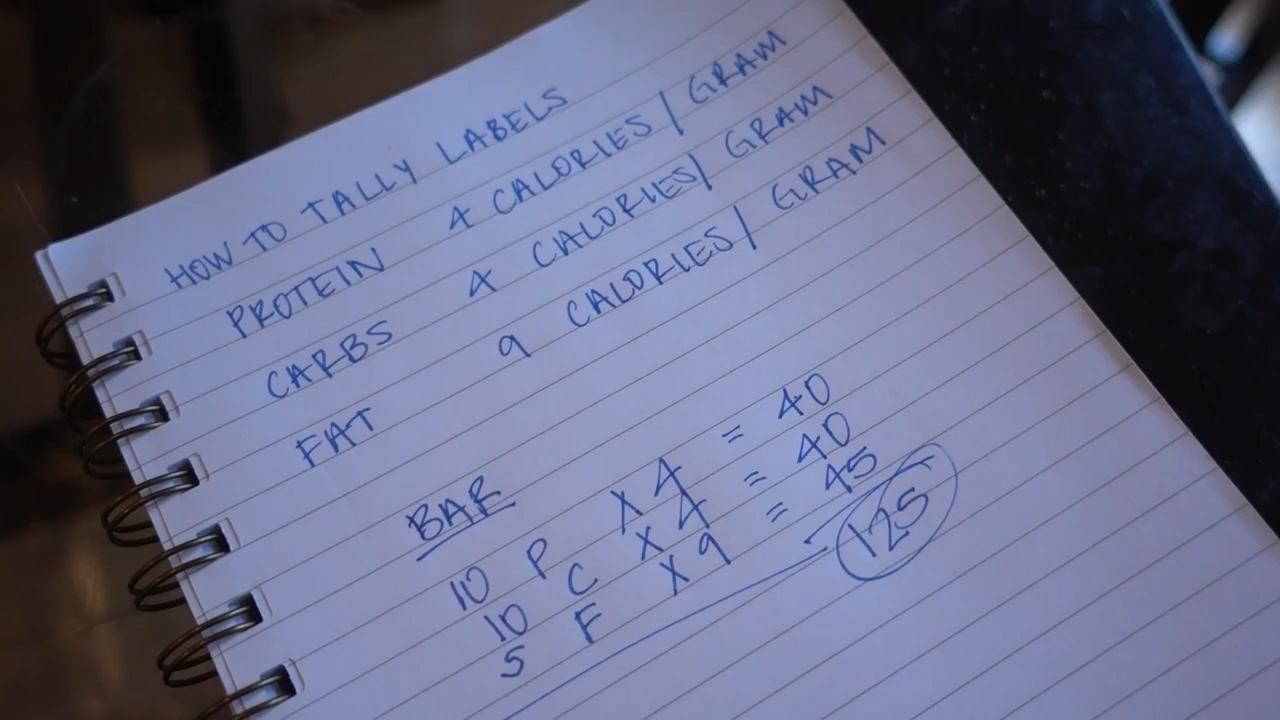 HOW TO TALLY LABELS
PROTEIN 4 CALORIES / GRAM
CARBS 4 CALORIES / GRAM
FAT 9 CALORIES / GRAM
BAR
10 P X 4 = 40
10 C X 4 = 40
5 F X 9 = 45
125